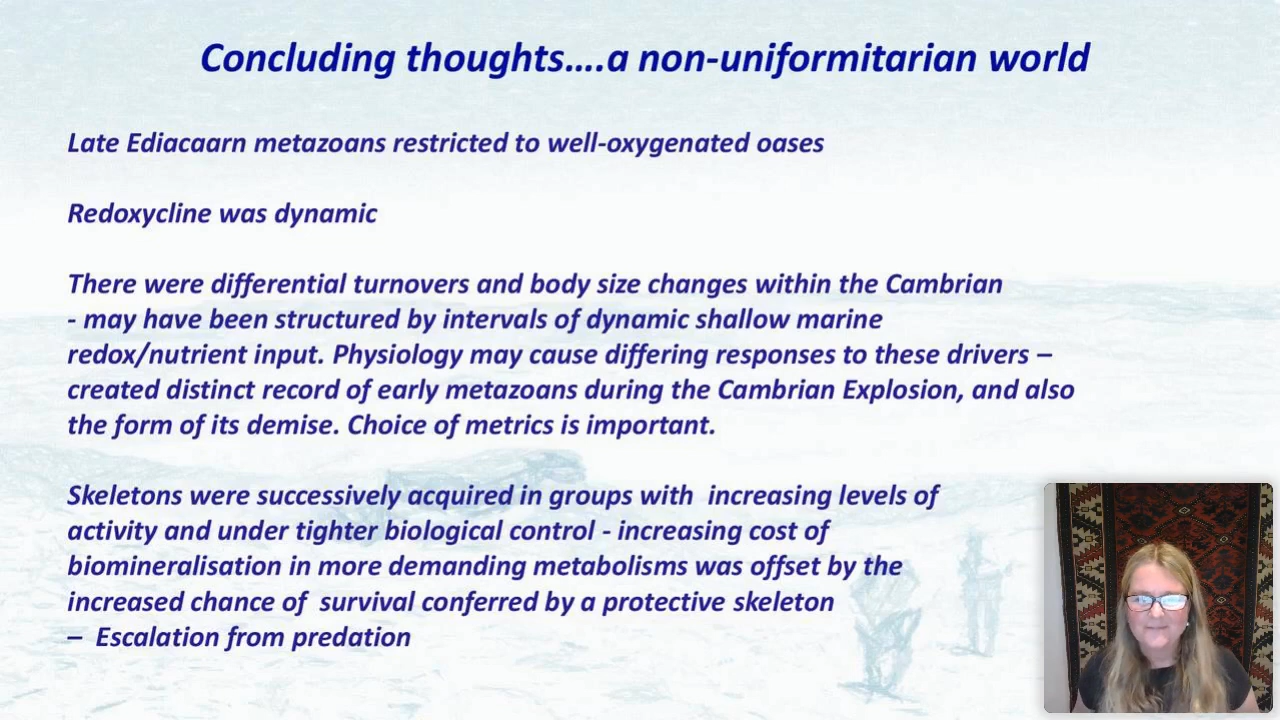 Concluding thoughts....a non-uniformitarian world
Late Ediacaarn metazoans restricted to well-oxygenated oases
Redoxycline was dynamic
There were differential turnovers and body size changes within the Cambrian
- may have been structured by intervals of dynamic shallow marine
redox/nutrient input. Physiology may cause differing responses to these drivers –
created distinct record of early metazoans during the Cambrian Explosion, and also
the form of its demise. Choice of metrics is important.
Skeletons were successively acquired in groups with increasing levels of
activity and under tighter biological control - increasing cost of
biomineralisation in more demanding metabolisms was offset by the
increased chance of survival conferred by a protective skeleton
– Escalation from predation